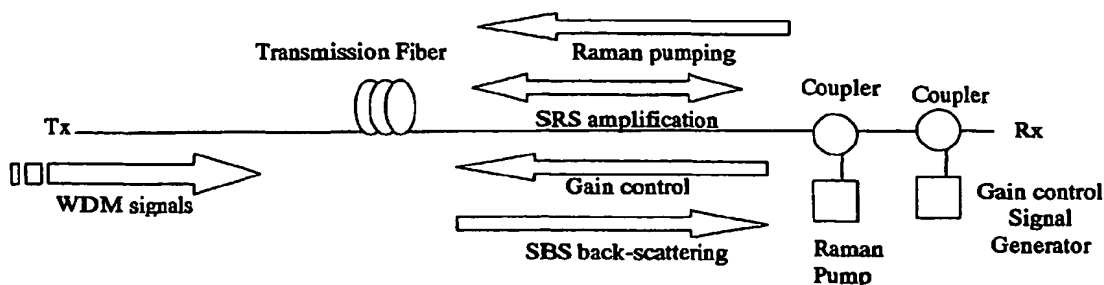 Raman pumping
Transmission Fiber
SRS amplification
Coupler
Coupler
Tx
Rx
WDM signals
Gain control
SBS back-scattering
Raman
Pump
Gain control
Signal
Generator